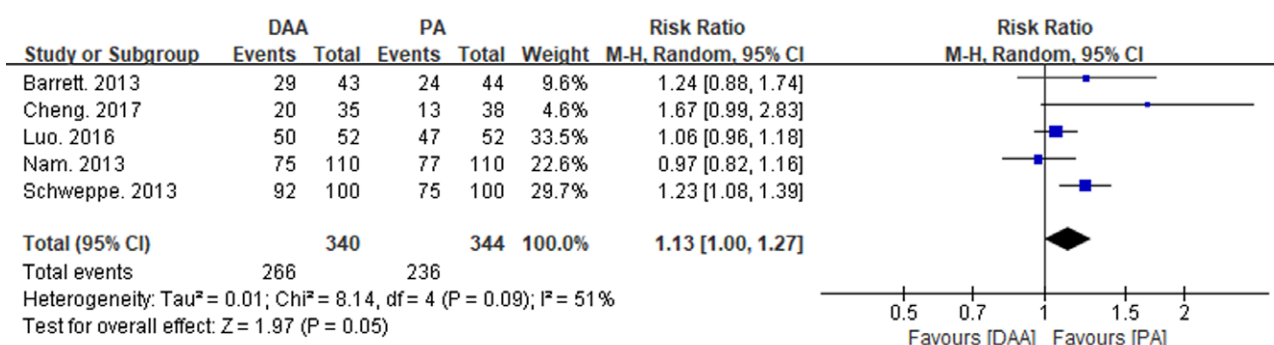 DAA PA Risk Ratio Risk Ratio
Study or Subgroup Events Total Events Total Weight M-H, Random, 95% CI M-H, Random, 95% CI
Barrett. 2013 29 43 24 44 9.6% 1.24 [0.88, 1.74]
Cheng. 2017 20 35 13 38 4.6% 1.67 [0.99, 2.83]
Luo. 2016 50 52 47 52 33.5% 1.06 [0.96, 1.18]
Nam. 2013 75 110 77 110 22.6% 0.97 [0.82, 1.16]
Schweppe. 2013 92 100 75 100 29.7% 1.23 [1.08, 1.39]
Total (95% CI) 340 344 100.0% 1.13 [1.00, 1.27]
Total events 266 236
Heterogeneity: Tau² = 0.01; Chi² = 8.14, df = 4 (P = 0.09); I² = 51%
Test for overall effect: Z = 1.97 (P = 0.05)
0.5 0.7 1 1.5 2
Favours [DAA] Favours [PA]